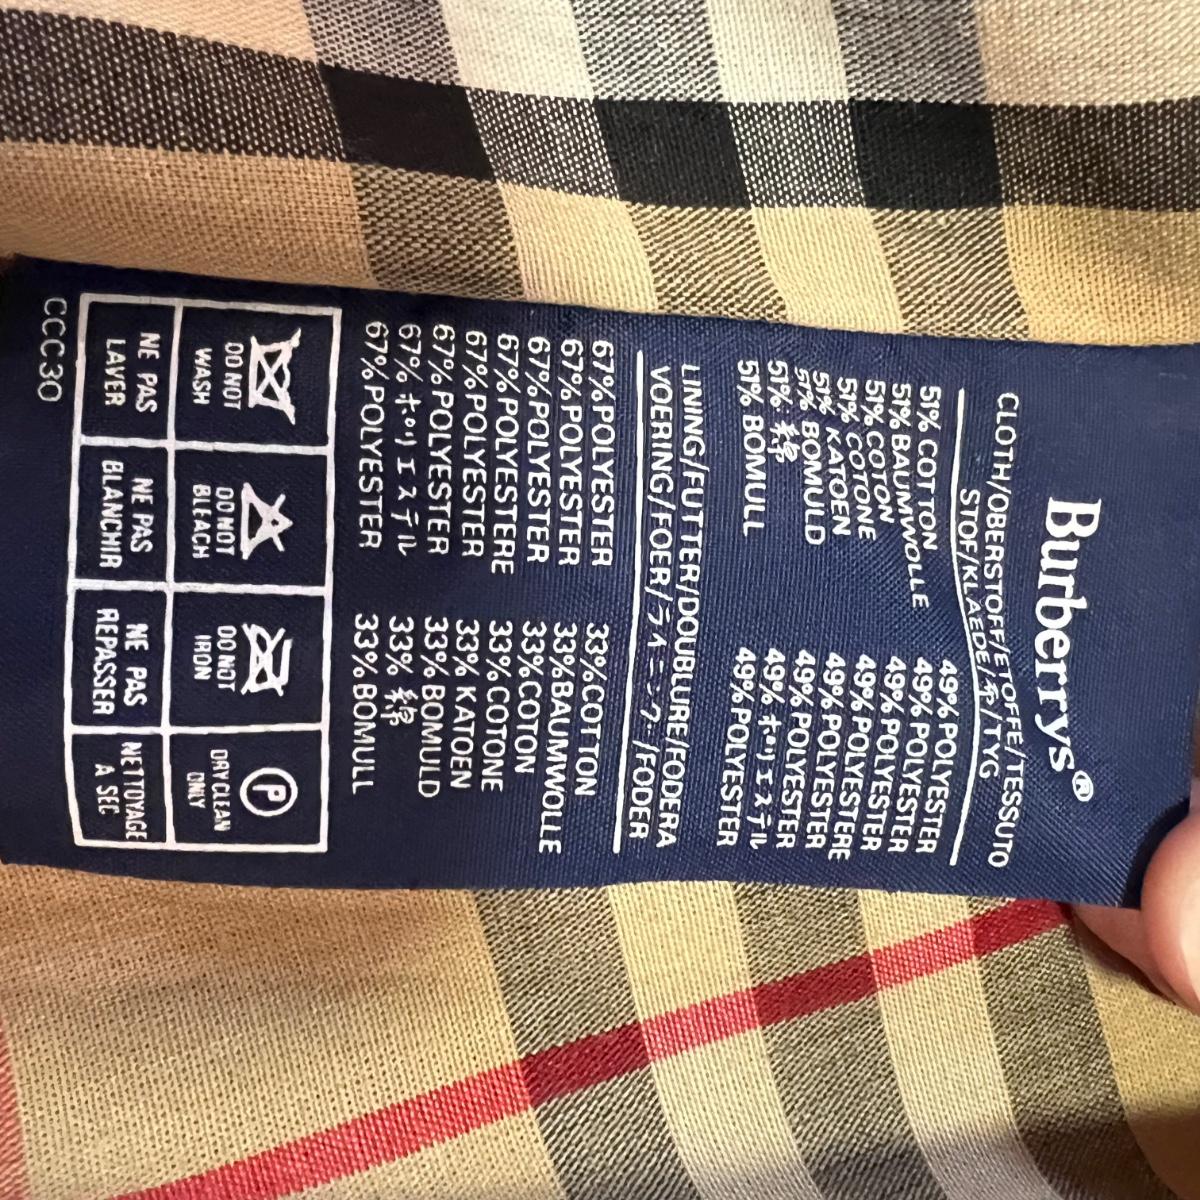 Burberrys®
CLOTH/OBERSTOFF/ETOFFE/TESSUTO
STOF/KLAEDE/布/TYG
51% COTTON 49% POLYESTER
51% BAUMWOLLE 49% POLYESTER
51% COTON 49% POLYESTER
51% COTONE 49% POLYESTERE
51% KATOEN 49% POLYESTER
51% BOMULD 49% POLYESTER
51% 綿 49% ポリエステル
51% BOMULL 49% POLYESTER
LINING/FUTTER/DOUBLURE/FODERA
VOERING/FOER/ライニング/FODER
67% POLYESTER 33% COTTON
67% POLYESTER 33% BAUMWOLLE
67% POLYESTER 33% COTON
67% POLYESTERE 33% COTONE
67% POLYESTER 33% KATOEN
67% POLYESTER 33% BOMULD
67% ポリエステル 33% 綿
67% POLYESTER 33% BOMULL
DO NOT WASH
DO NOT BLEACH
DO NOT IRON
P
DRY CLEAN ONLY
NE PAS LAVER
NE PAS BLANCHIR
NE PAS REPASSER
NETTOYAGE A SEC
CCC30